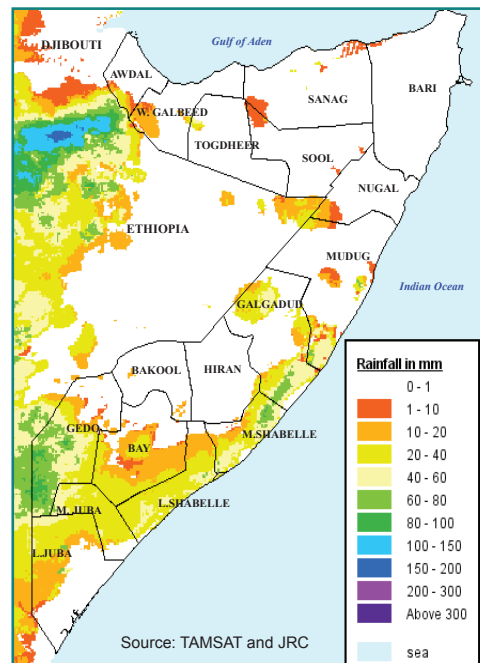 Gulf of Aden
DJIBOUTI
AWDAL
SANAG
BARI
W. GALBEED
TOGDHEER
SOOL
NUGAL
ETHIOPIA
MUDUG
Indian Ocean
GALGADUD
BAKOOL
HIRAN
GEDO
BAY
M.SHABELLE
M.JUBA
L.SHABELLE
L.JUBA
Source: TAMSAT and JRC
Rainfall in mm
0 - 1
1 - 10
10 - 20
20 - 40
40 - 60
60 - 80
80 - 100
100 - 150
150 - 200
200 - 300
Above 300
sea